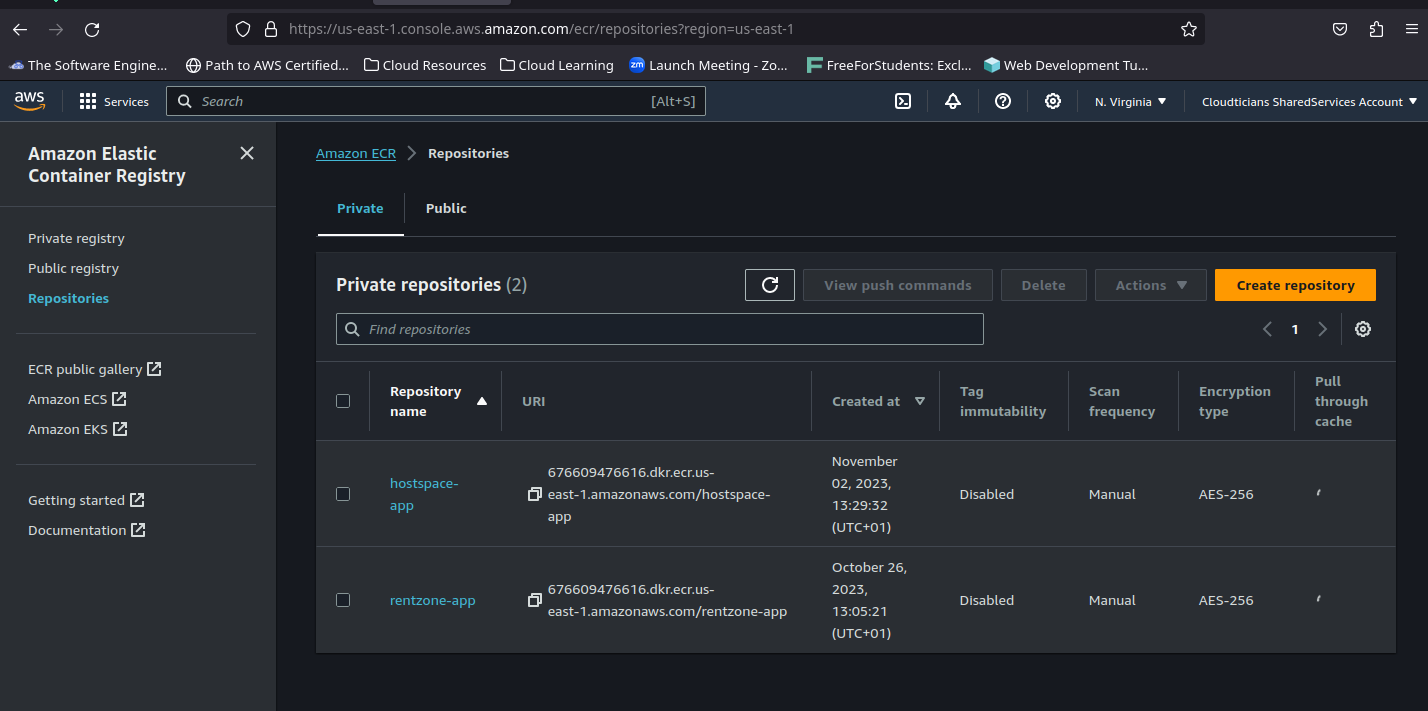 https://us-east-1.console.aws.amazon.com/ecr/repositories?region=us-east-1
The Software Engine...
Path to AWS Certified...
Cloud Resources
Cloud Learning
zm
Launch Meeting - Zo...
FreeForStudents: Excl...
Web Development Tu...
aws
Services
Search
[Alt+S]
N. Virginia
Cloudticians SharedServices Account
Amazon Elastic
Container Registry
Private registry
Public registry
Repositories
ECR public gallery
Amazon ECS
Amazon EKS
Getting started
Documentation
Amazon ECR
Repositories
Private
Public
Private repositories (2)
View push commands
Delete
Actions
Create repository
Find repositories
1
Repository
name
URI
Created at
Tag
immutability
Scan
frequency
Encryption
type
Pull
through
cache
hostspace-
app
676609476616.dkr.ecr.us-
east-1.amazonaws.com/hostspace-
app
November
02, 2023,
13:29:32
(UTC+01)
Disabled
Manual
AES-256
rentzone-app
676609476616.dkr.ecr.us-
east-1.amazonaws.com/rentzone-app
October 26,
2023,
13:05:21
(UTC+01)
Disabled
Manual
AES-256